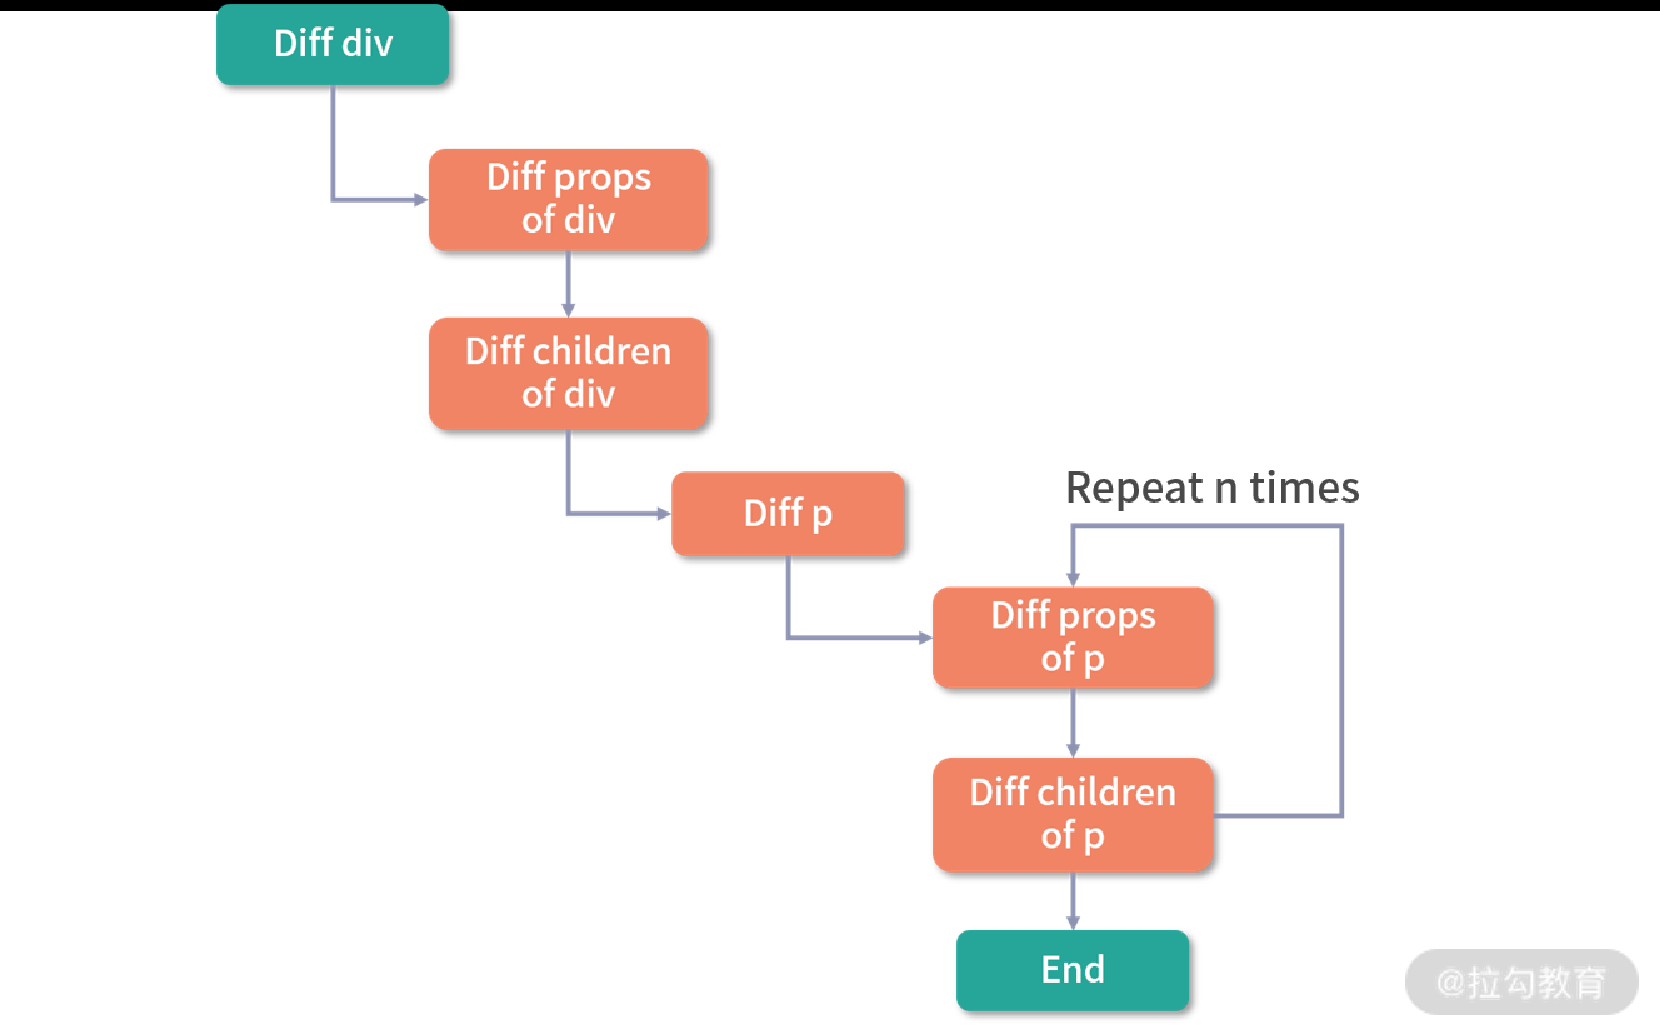 Diff div
Diff props
of div
Diff children
of div
Diff p
Repeat n times
Diff props
of p
Diff children
of p
End
@拉勾教育